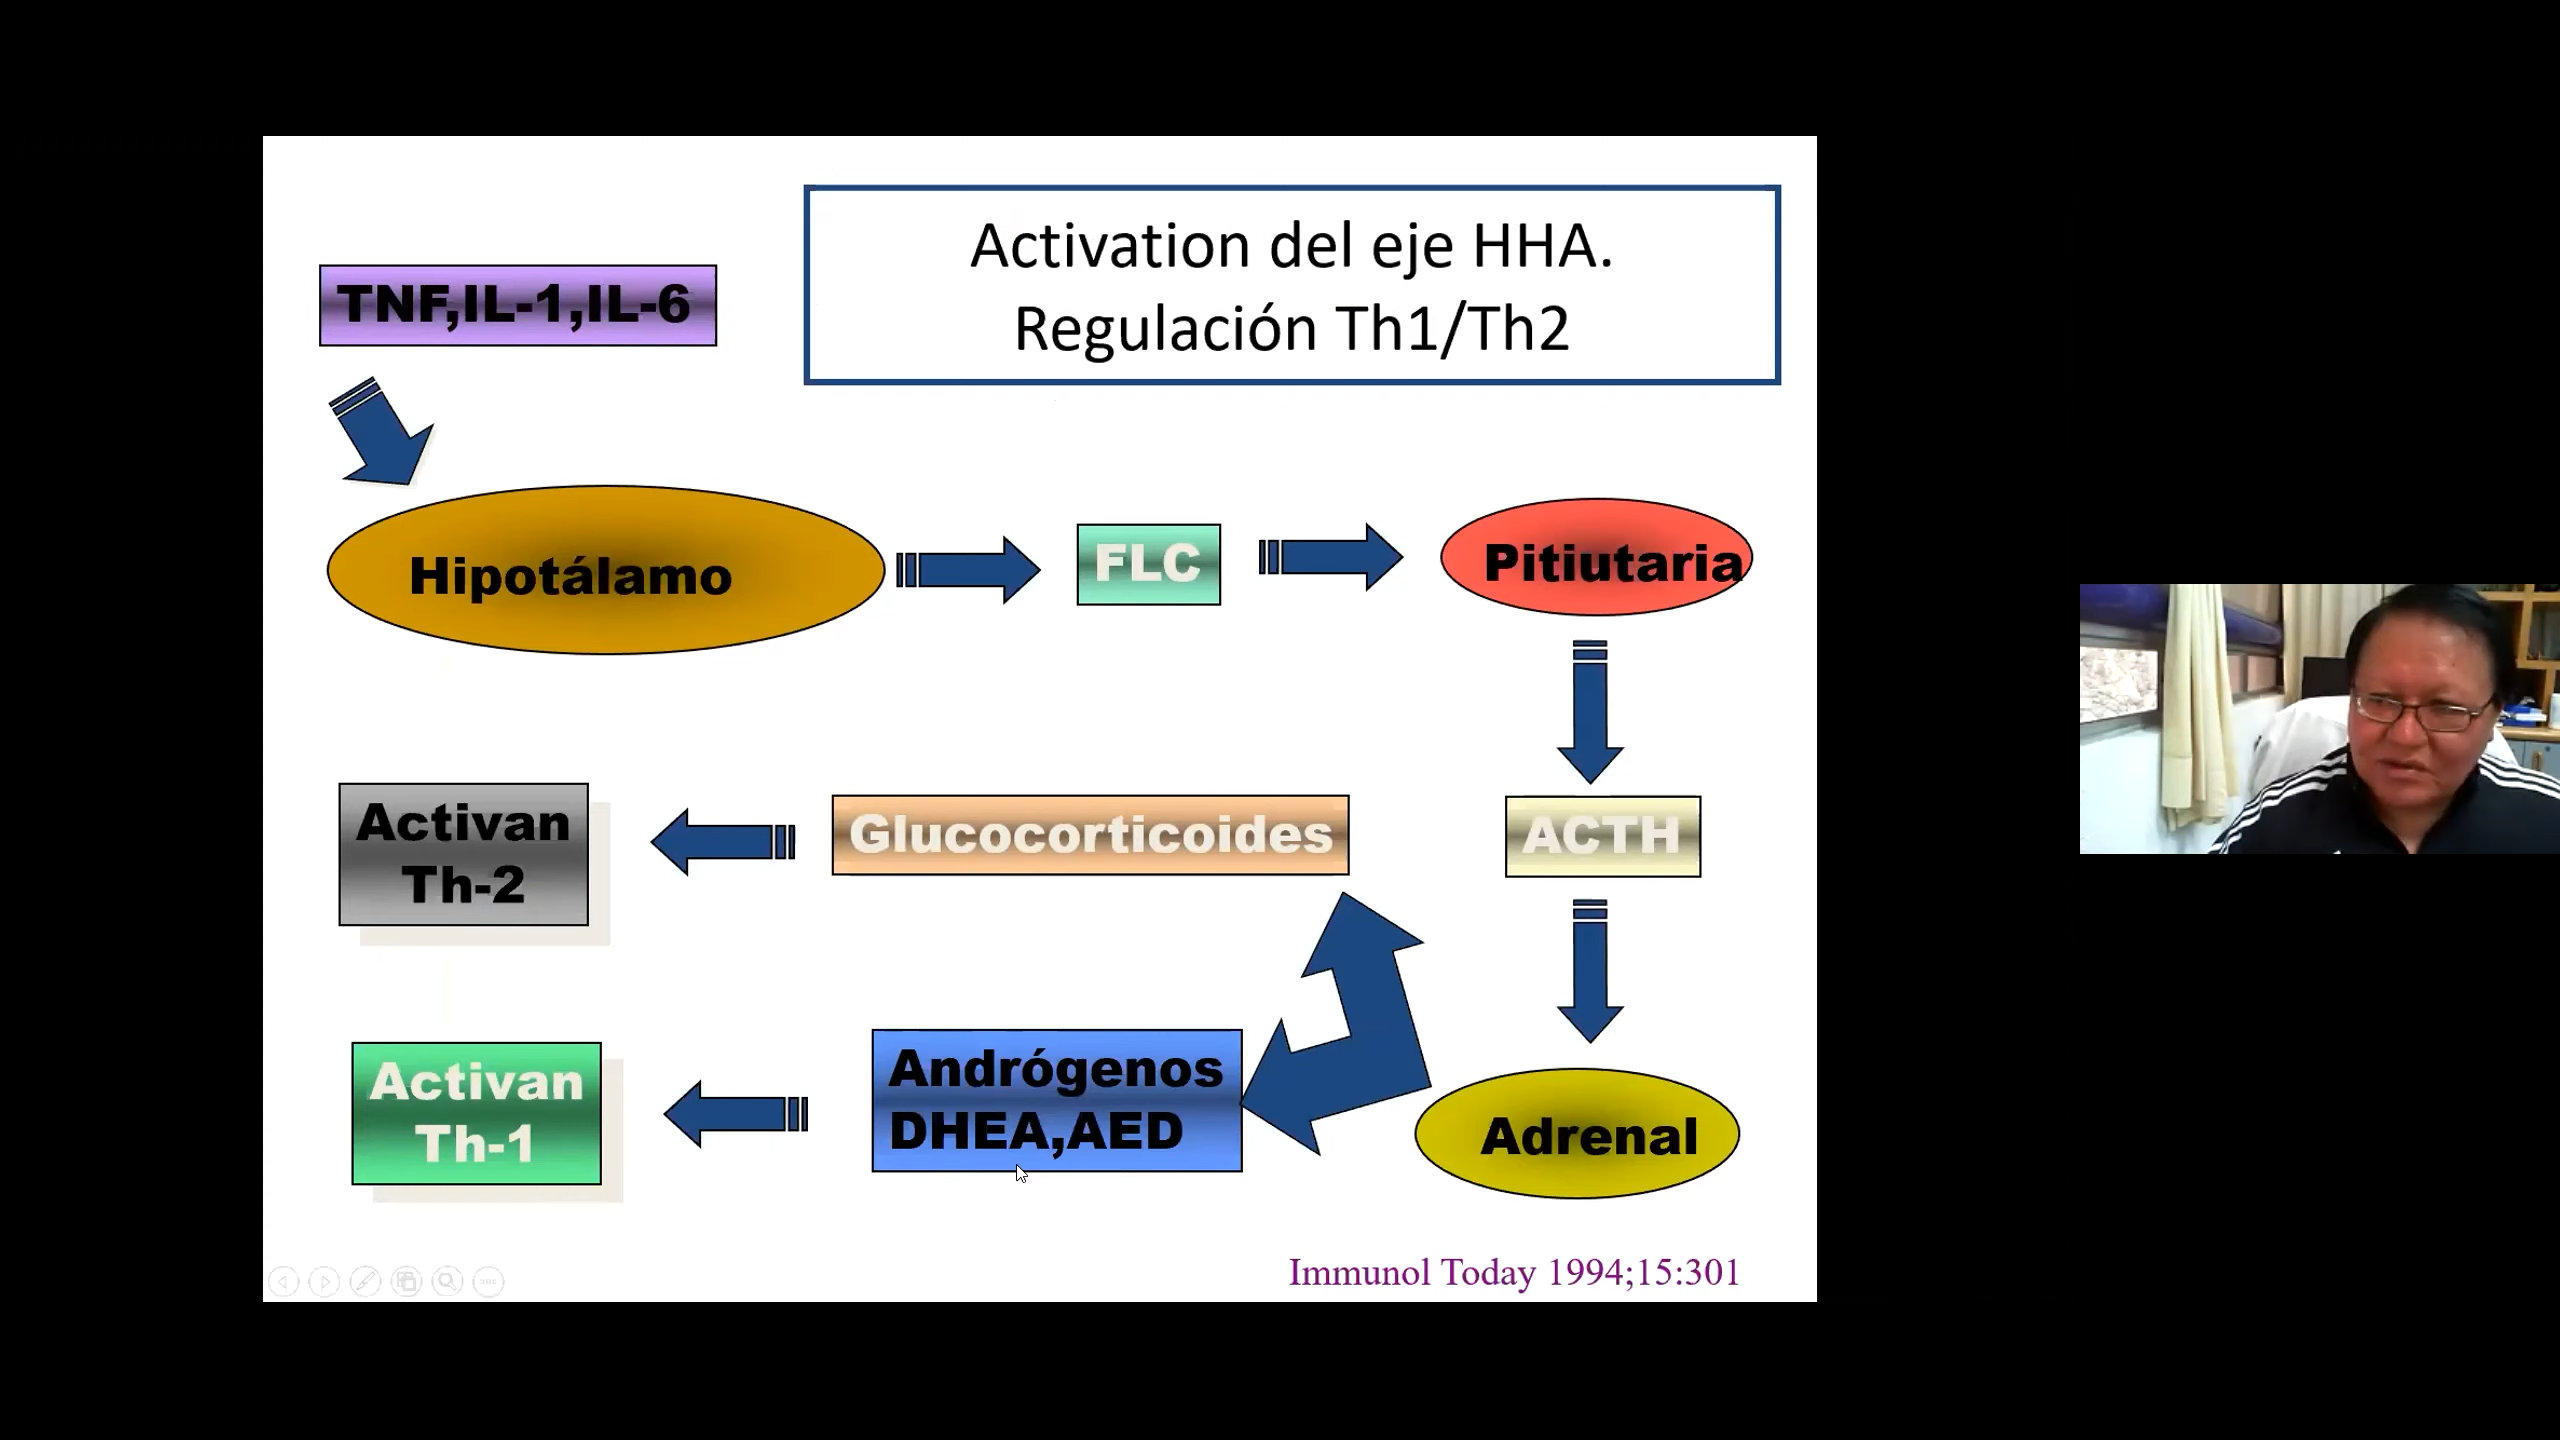 Activation del eje HHA.
Regulación Th1/Th2
TNF,IL-1,IL-6
Hipotálamo
FLC
Pitiutaria
Activan
Th-2
Glucocorticoides
ACTH
Activan
Th-1
Andrógenos
DHEA,AED
Adrenal
Immunol Today 1994;15:301